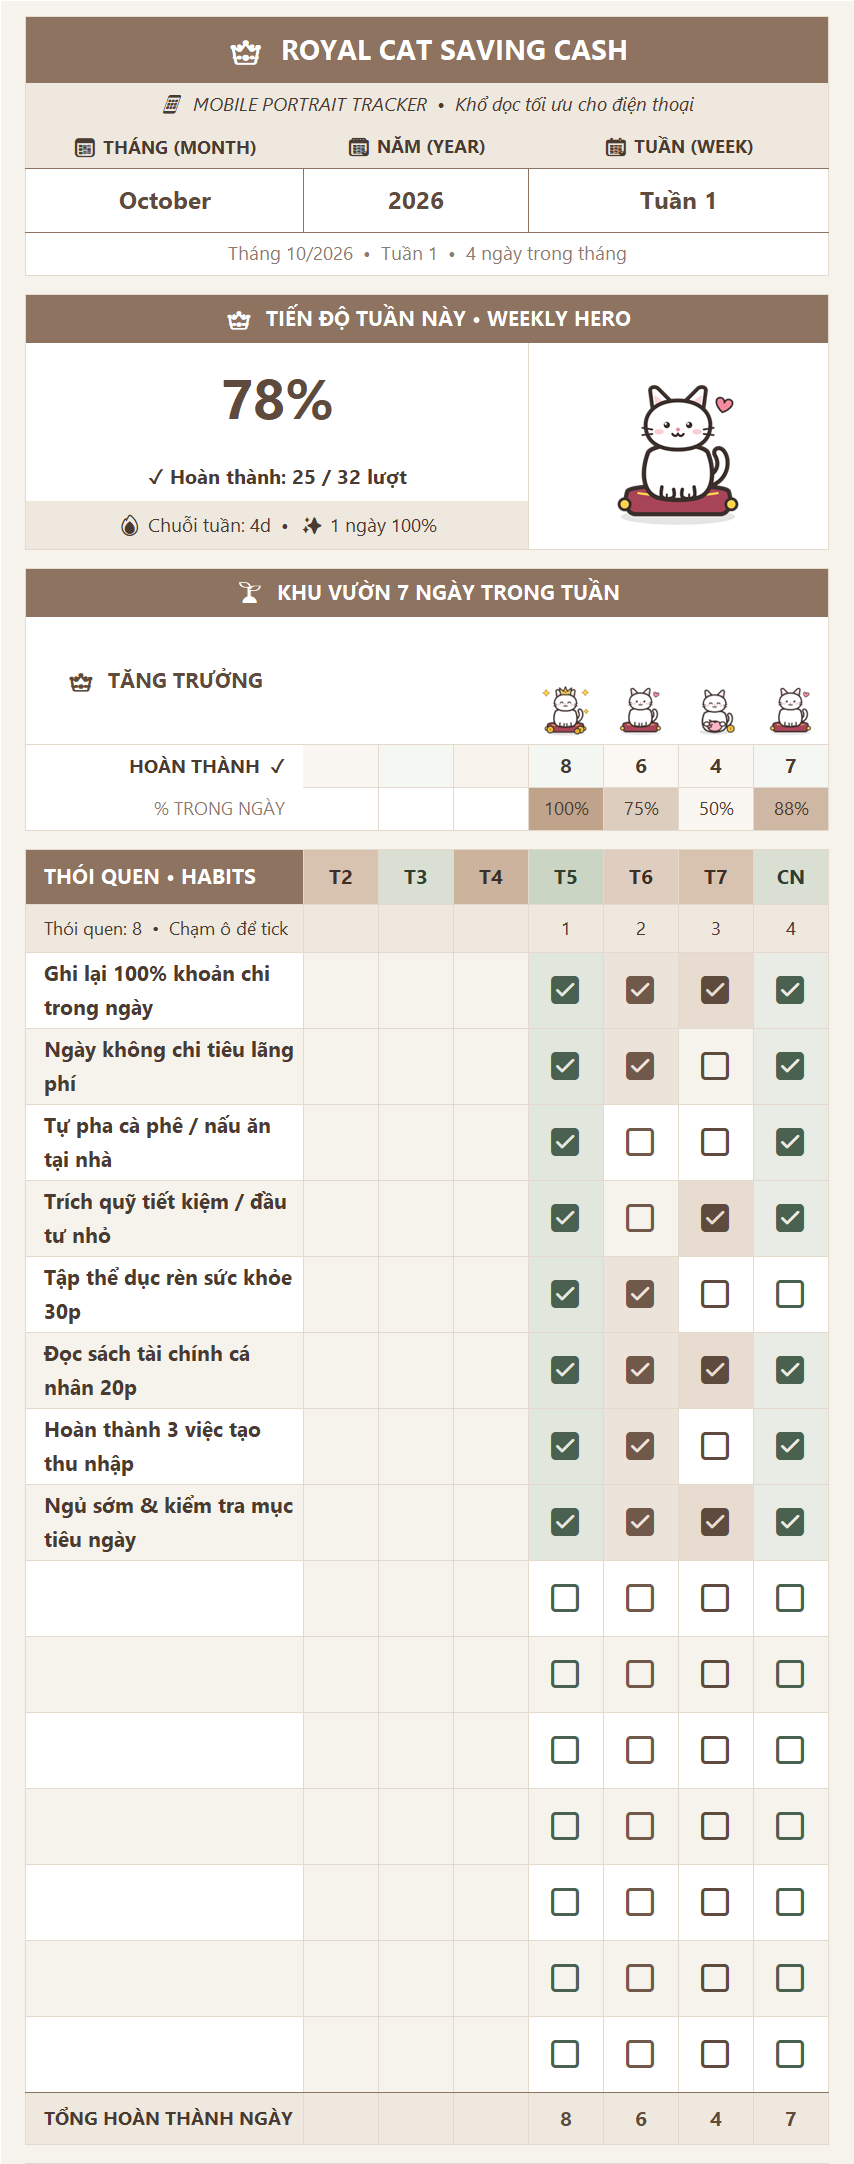 ROYAL CAT SAVING CASH
MOBILE PORTRAIT TRACKER • Khổ dọc tối ưu cho điện thoại
THÁNG (MONTH) NĂM (YEAR) TUẦN (WEEK)
October 2026 Tuần 1
Tháng 10/2026 • Tuần 1 • 4 ngày trong tháng
TIẾN ĐỘ TUẦN NÀY • WEEKLY HERO
78%
✓ Hoàn thành: 25 / 32 lượt
Chuỗi tuần: 4d • 1 ngày 100%
KHU VƯỜN 7 NGÀY TRONG TUẦN
TĂNG TRƯỞNG
HOÀN THÀNH ✓ 8 6 4 7
% TRONG NGÀY 100% 75% 50% 88%
THÓI QUEN • HABITS T2 T3 T4 T5 T6 T7 CN
Thói quen: 8 • Chạm ô để tick 1 2 3 4
Ghi lại 100% khoản chi
trong ngày
Ngày không chi tiêu lãng
phí
Tự pha cà phê / nấu ăn
tại nhà
Trích quỹ tiết kiệm / đầu
tư nhỏ
Tập thể dục rèn sức khỏe
30p
Đọc sách tài chính cá
nhân 20p
Hoàn thành 3 việc tạo
thu nhập
Ngủ sớm & kiểm tra mục
tiêu ngày
TỔNG HOÀN THÀNH NGÀY 8 6 4 7